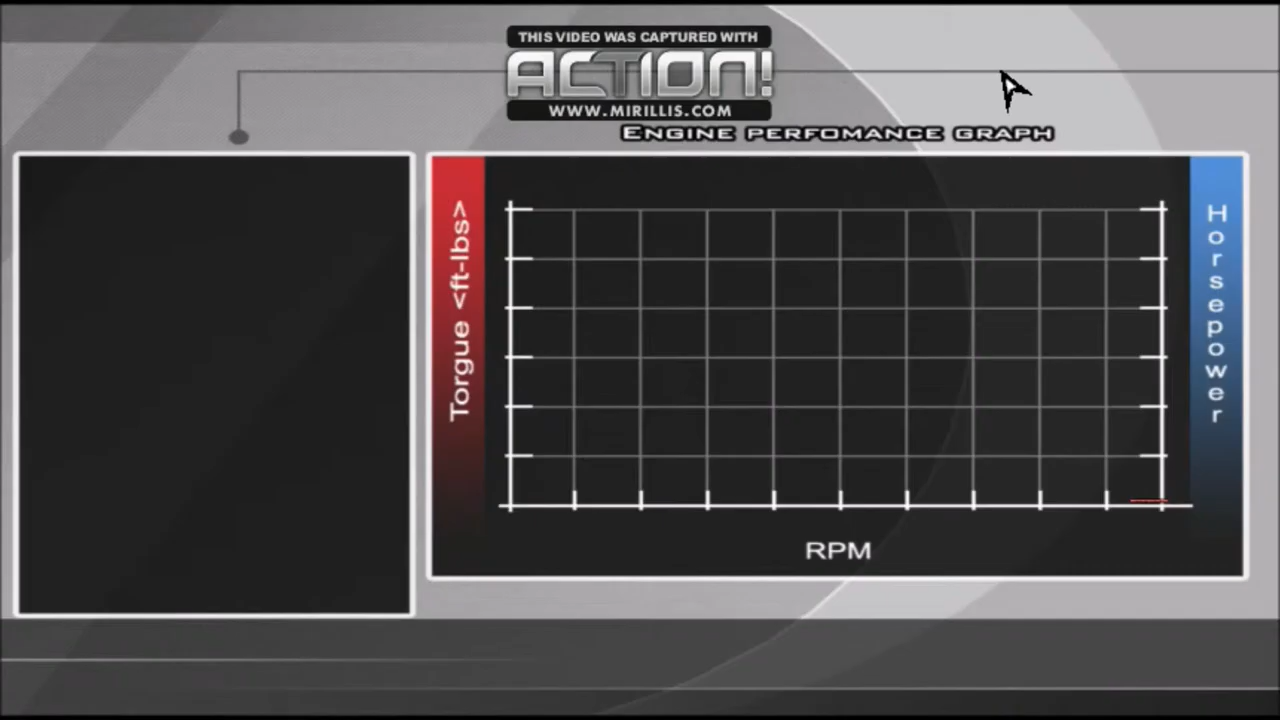 THIS VIDEO WAS CAPTURED WITH
ACTION!
WWW.MIRILLIS.COM
ENGINE PERFOMANCE GRAPH
Torgue <ft-lbs>
Horsepower
RPM